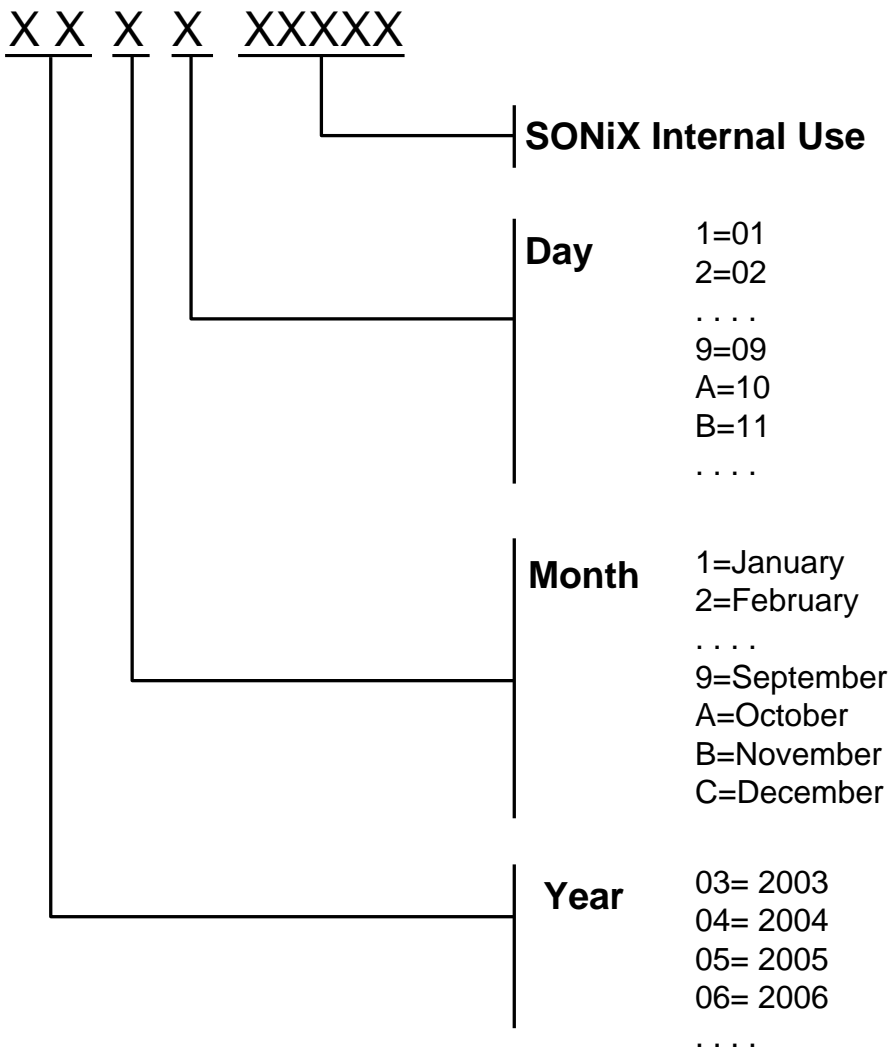 X X X X XXXXX
SONiX Internal Use
Day
1=01
2=02
. . . .
9=09
A=10
B=11
. . . .
Month
1=January
2=February
. . . .
9=September
A=October
B=November
C=December
Year
03= 2003
04= 2004
05= 2005
06= 2006
. . . .